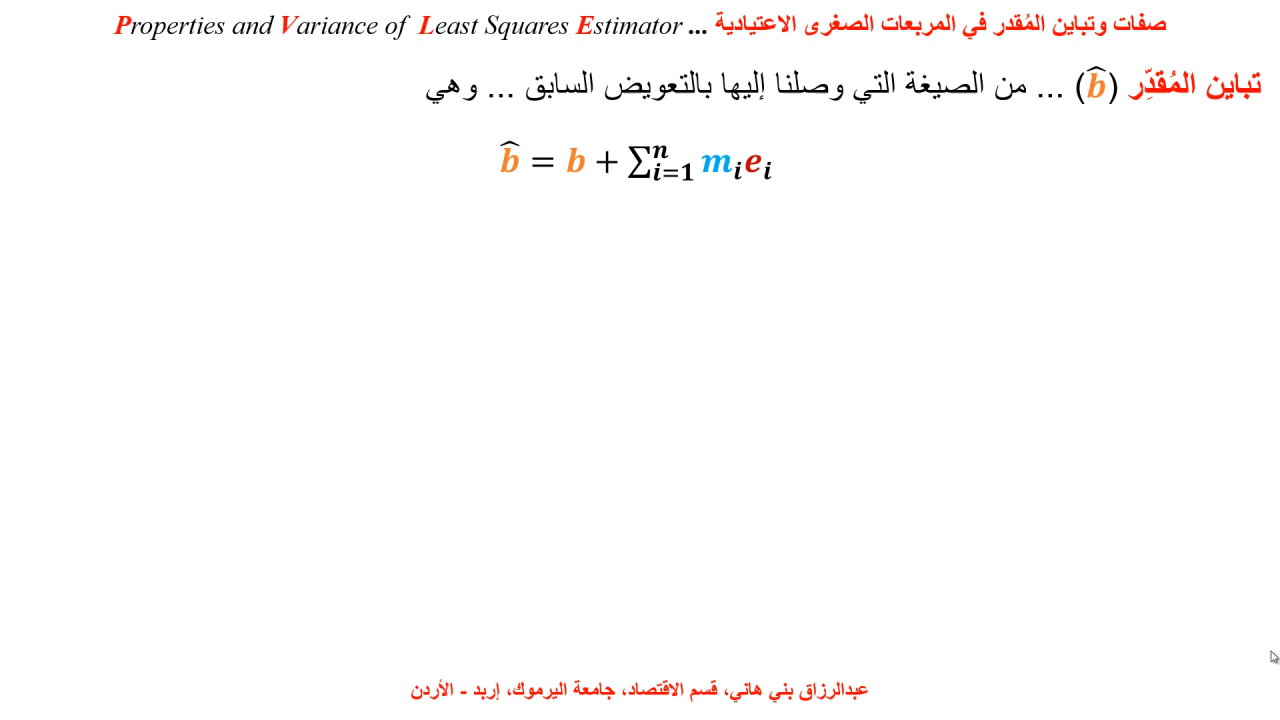 صفات وتباين المُقدر في المربعات الصغرى الاعتيادية ... Properties and Variance of Least Squares Estimator
تباين المُقدِّر (b̂) ... من الصيغة التي وصلنا إليها بالتعويض السابق ... وهي
b̂ = b + ∑ⁿᵢ₌₁ mᵢeᵢ
عبدالرزاق بني هاني، قسم الاقتصاد، جامعة اليرموك، إربد - الأردن